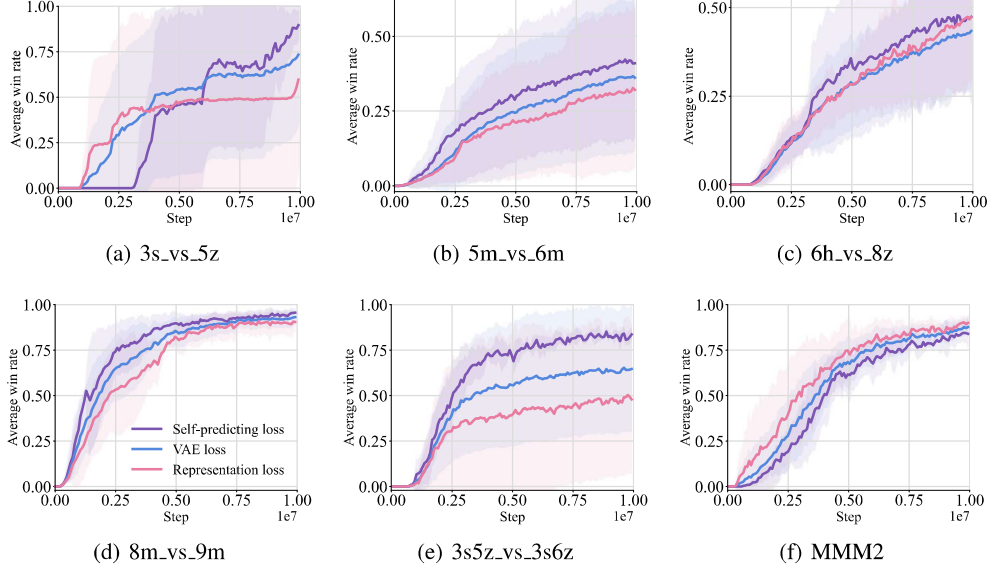 1.00
0.75
0.50
0.25
0.00
Average win rate
0.00 0.25 0.50 0.75 1.00
Step
1e7
(a) 3s_vs_5z
0.50
0.25
0.00
Average win rate
0.00 0.25 0.50 0.75 1.00
Step
1e7
(b) 5m_vs_6m
0.50
0.25
0.00
Average win rate
0.00 0.25 0.50 0.75 1.00
Step
1e7
(c) 6h_vs_8z
1.00
0.75
0.50
0.25
0.00
Average win rate
Self-predicting loss
VAE loss
Representation loss
0.00 0.25 0.50 0.75 1.00
Step
1e7
(d) 8m_vs_9m
1.00
0.75
0.50
0.25
0.00
Average win rate
0.00 0.25 0.50 0.75 1.00
Step
1e7
(e) 3s5z_vs_3s6z
1.00
0.75
0.50
0.25
0.00
Average win rate
0.00 0.25 0.50 0.75 1.00
Step
1e7
(f) MMM2